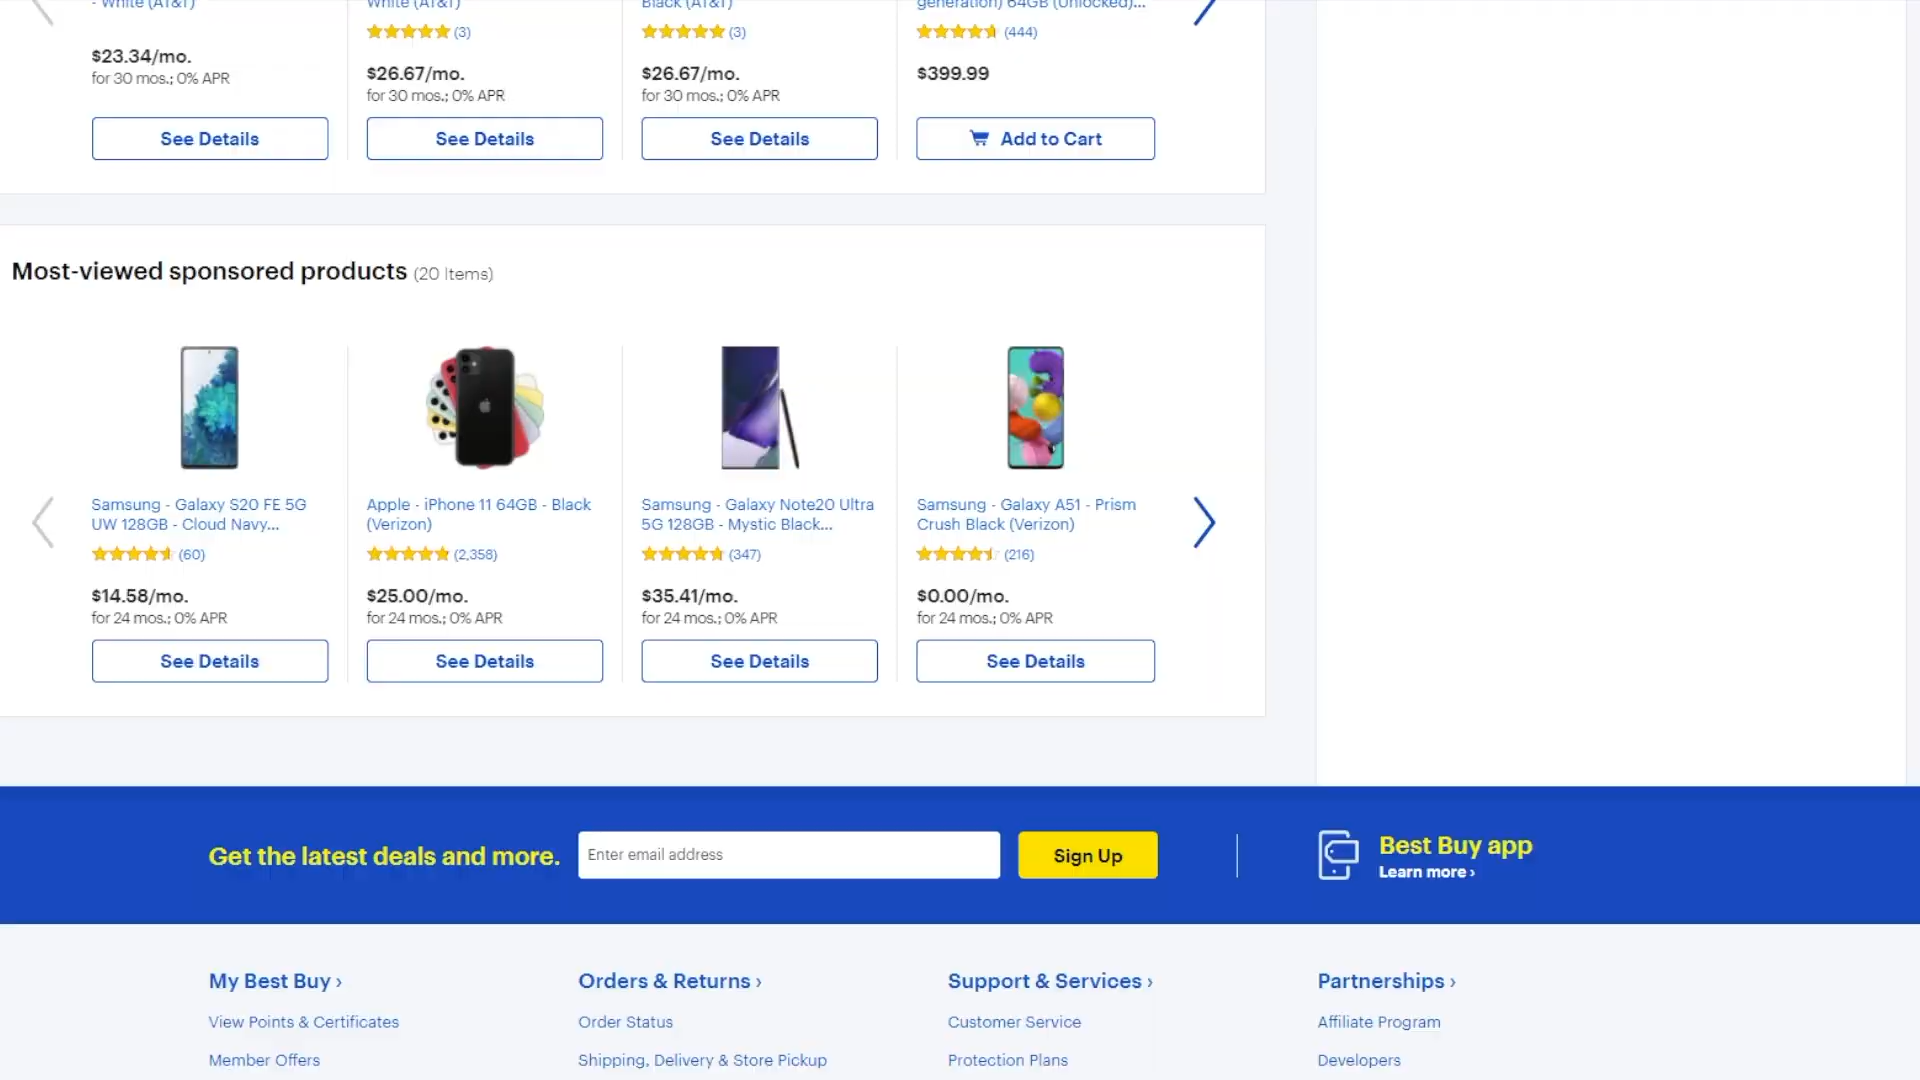 - White (AT&T)
White (AT&T)
Black (AT&T)
generation) 64GB (Unlocked)...
(3)
(3)
(444)
$23.34/mo.
for 30 mos.; 0% APR
$26.67/mo.
for 30 mos.; 0% APR
$26.67/mo.
for 30 mos.; 0% APR
$399.99
See Details
See Details
See Details
Add to Cart
Most-viewed sponsored products (20 Items)
Samsung - Galaxy S20 FE 5G
UW 128GB - Cloud Navy...
(60)
$14.58/mo.
for 24 mos.; 0% APR
See Details
Apple - iPhone 11 64GB - Black
(Verizon)
(2,358)
$25.00/mo.
for 24 mos.; 0% APR
See Details
Samsung - Galaxy Note20 Ultra
5G 128GB - Mystic Black...
(347)
$35.41/mo.
for 24 mos.; 0% APR
See Details
Samsung - Galaxy A51 - Prism
Crush Black (Verizon)
(216)
$0.00/mo.
for 24 mos.; 0% APR
See Details
Get the latest deals and more.
Enter email address
Sign Up
Best Buy app
Learn more ›
My Best Buy ›
View Points & Certificates
Member Offers
Orders & Returns ›
Order Status
Shipping, Delivery & Store Pickup
Support & Services ›
Customer Service
Protection Plans
Partnerships ›
Affiliate Program
Developers